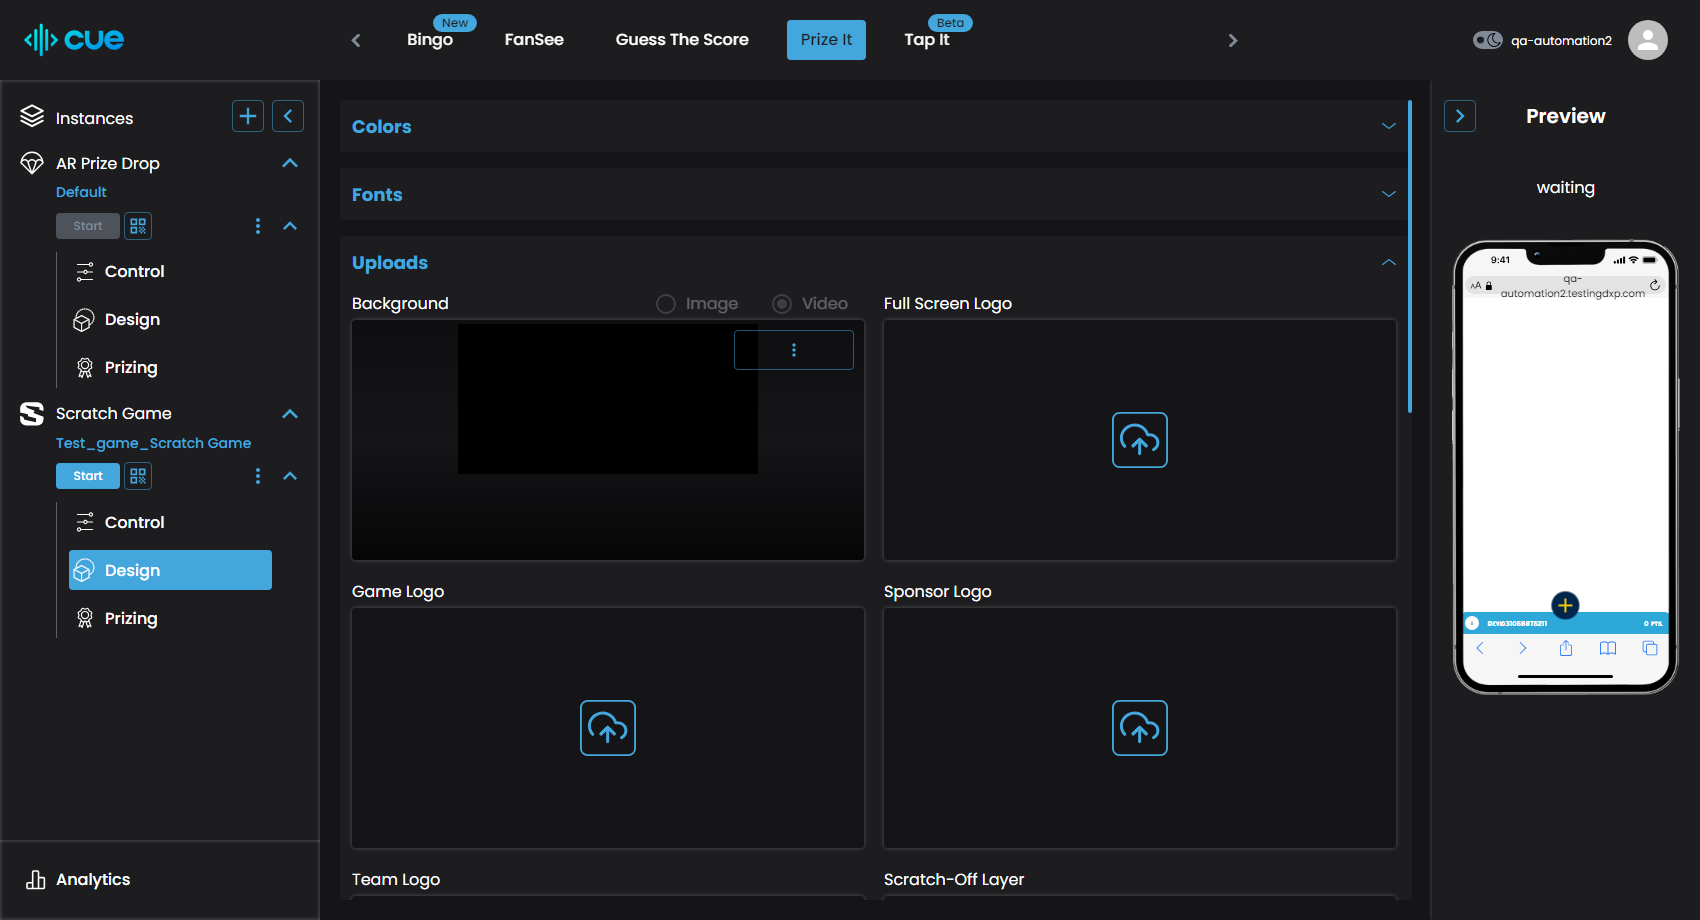 cue
Bingo
New
FanSee
Guess The Score
Prize It
Tap It
Beta
qa-automation2
Instances
AR Prize Drop
Default
Start
Control
Design
Prizing
Scratch Game
Test_game_Scratch Game
Start
Control
Design
Prizing
Analytics
Colors
Fonts
Uploads
Background
Image
Video
Full Screen Logo
Game Logo
Sponsor Logo
Team Logo
Scratch-Off Layer
Preview
waiting
9:41
AA
qa-
automation2.testingdxp.com
0 PTS.